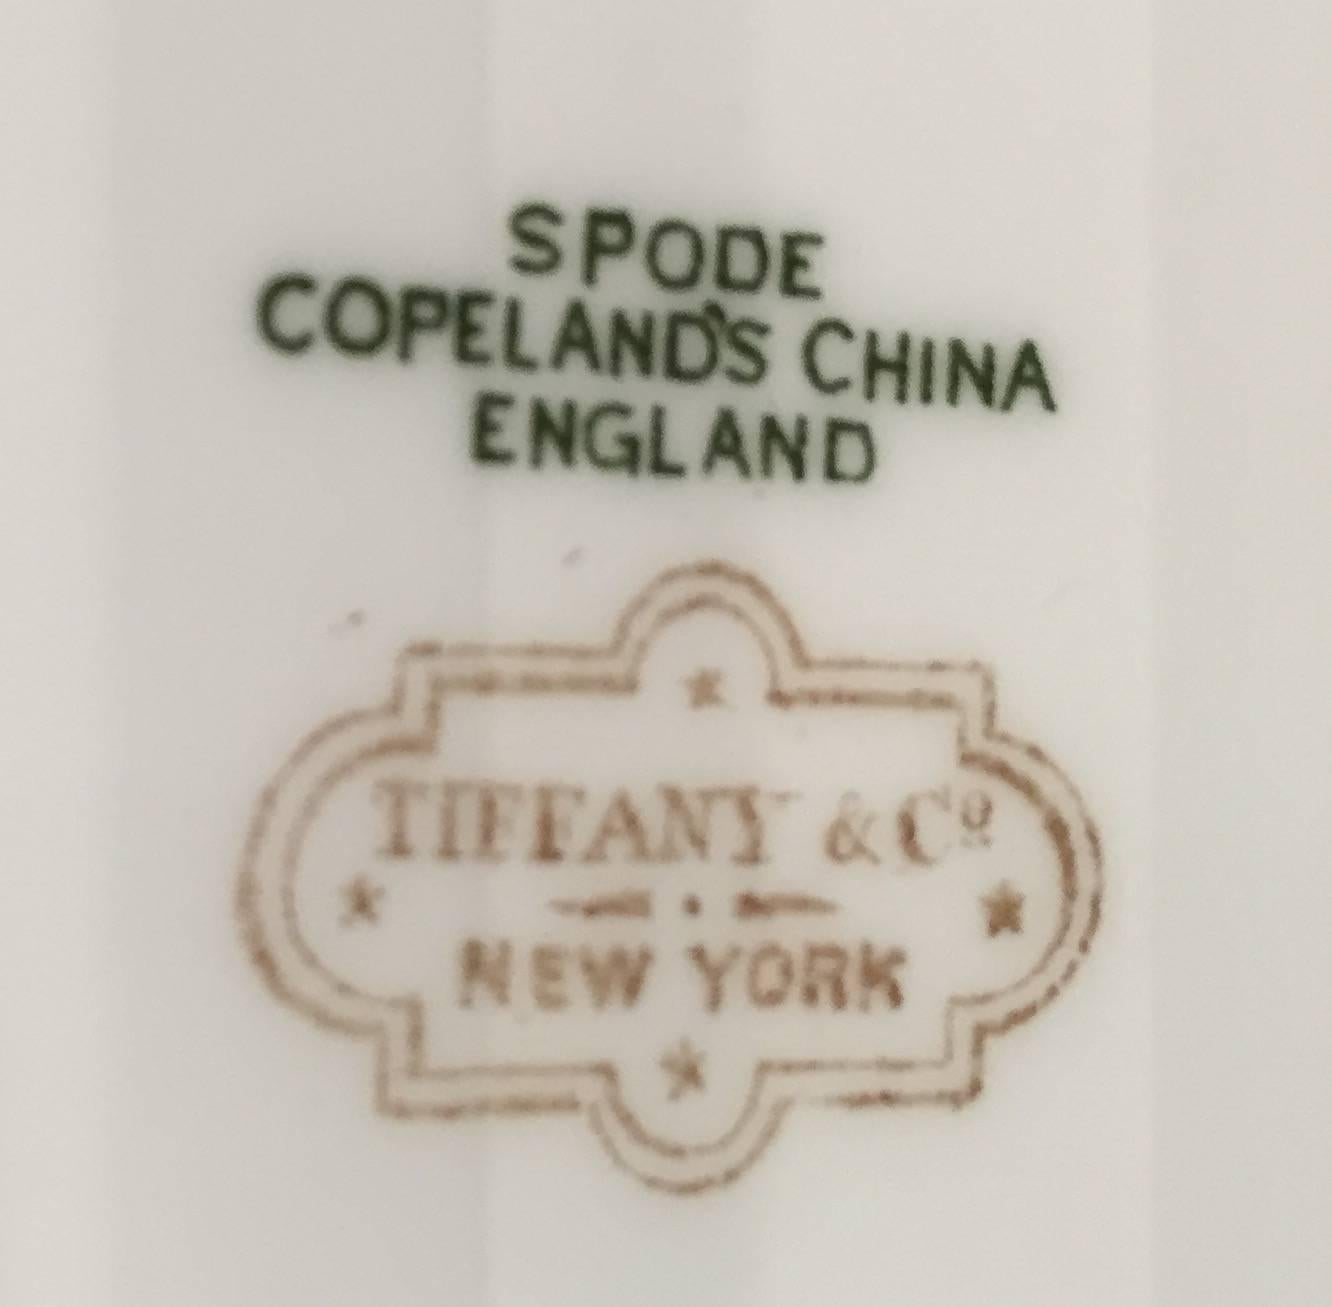 SPODE
COPELAND'S CHINA
ENGLAND
TIFFANY & Cº
NEW YORK